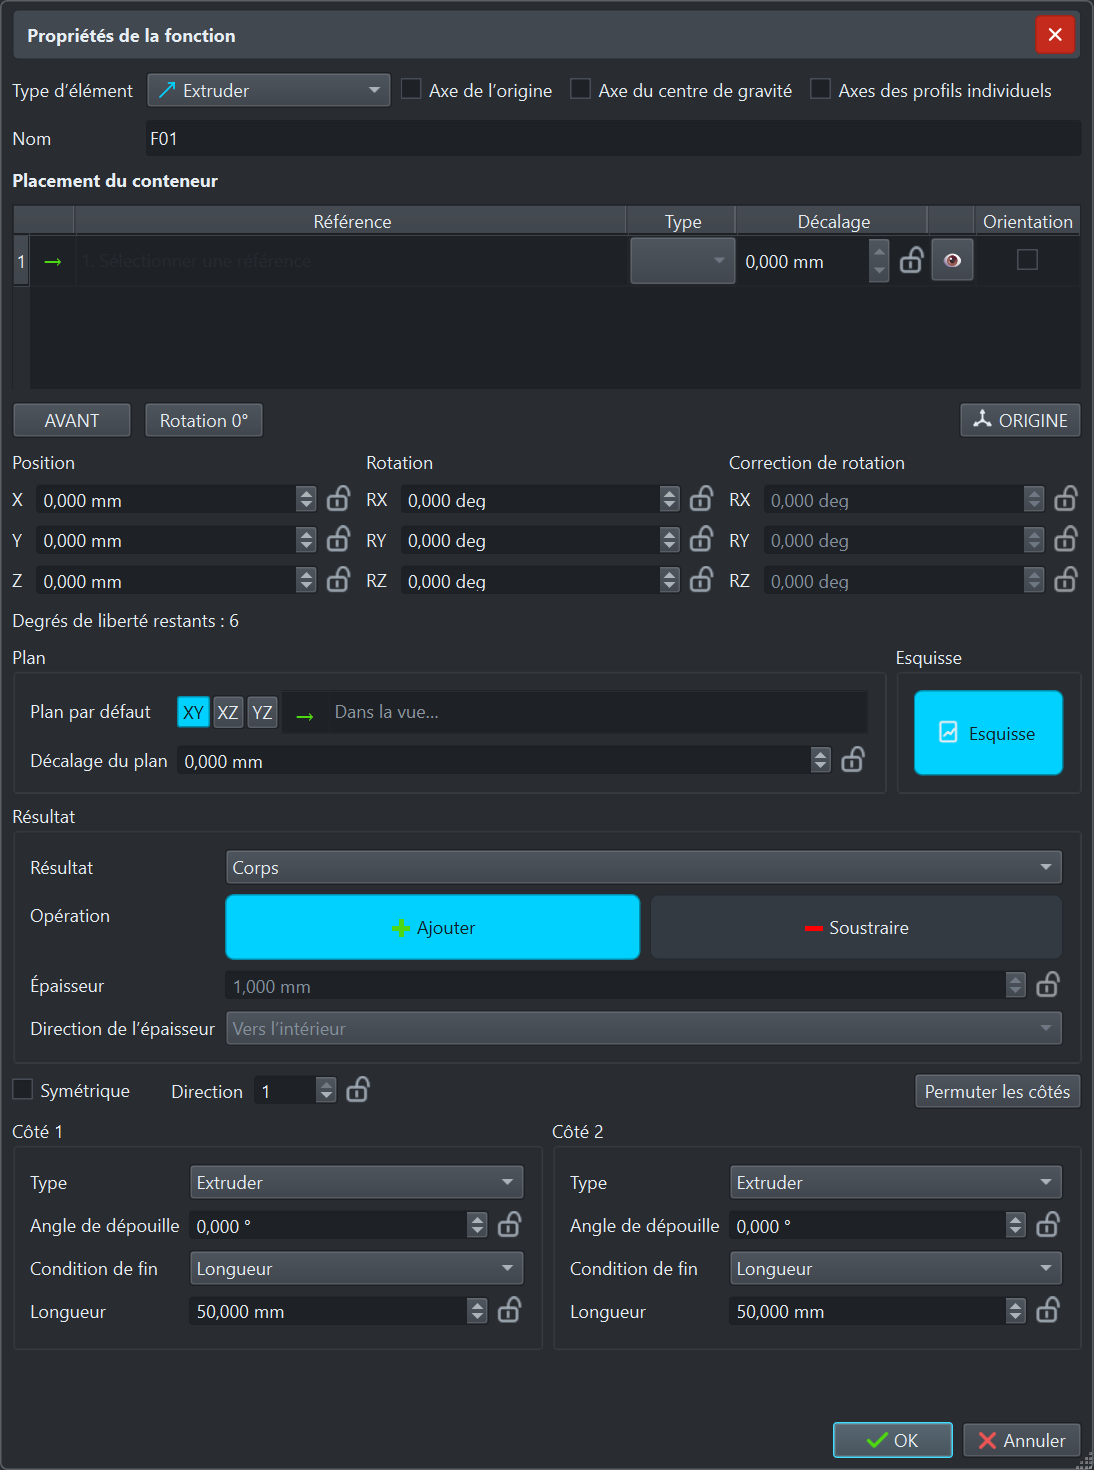 Propriétés de la fonction
Type d’élément Extruder Axe de l’origine Axe du centre de gravité Axes des profils individuels
Nom F01
Placement du conteneur
Référence Type Décalage Orientation
1 1. Sélectionner une référence 0,000 mm
AVANT Rotation 0° ORIGINE
Position Rotation Correction de rotation
X 0,000 mm RX 0,000 deg RX 0,000 deg
Y 0,000 mm RY 0,000 deg RY 0,000 deg
Z 0,000 mm RZ 0,000 deg RZ 0,000 deg
Degrés de liberté restants : 6
Plan Esquisse
Plan par défaut XY XZ YZ Dans la vue...
Esquisse
Décalage du plan 0,000 mm
Résultat
Résultat Corps
Opération Ajouter Soustraire
Épaisseur 1,000 mm
Direction de l’épaisseur Vers l’intérieur
Symétrique Direction 1 Permuter les côtés
Côté 1 Côté 2
Type Extruder Type Extruder
Angle de dépouille 0,000 ° Angle de dépouille 0,000 °
Condition de fin Longueur Condition de fin Longueur
Longueur 50,000 mm Longueur 50,000 mm
OK Annuler